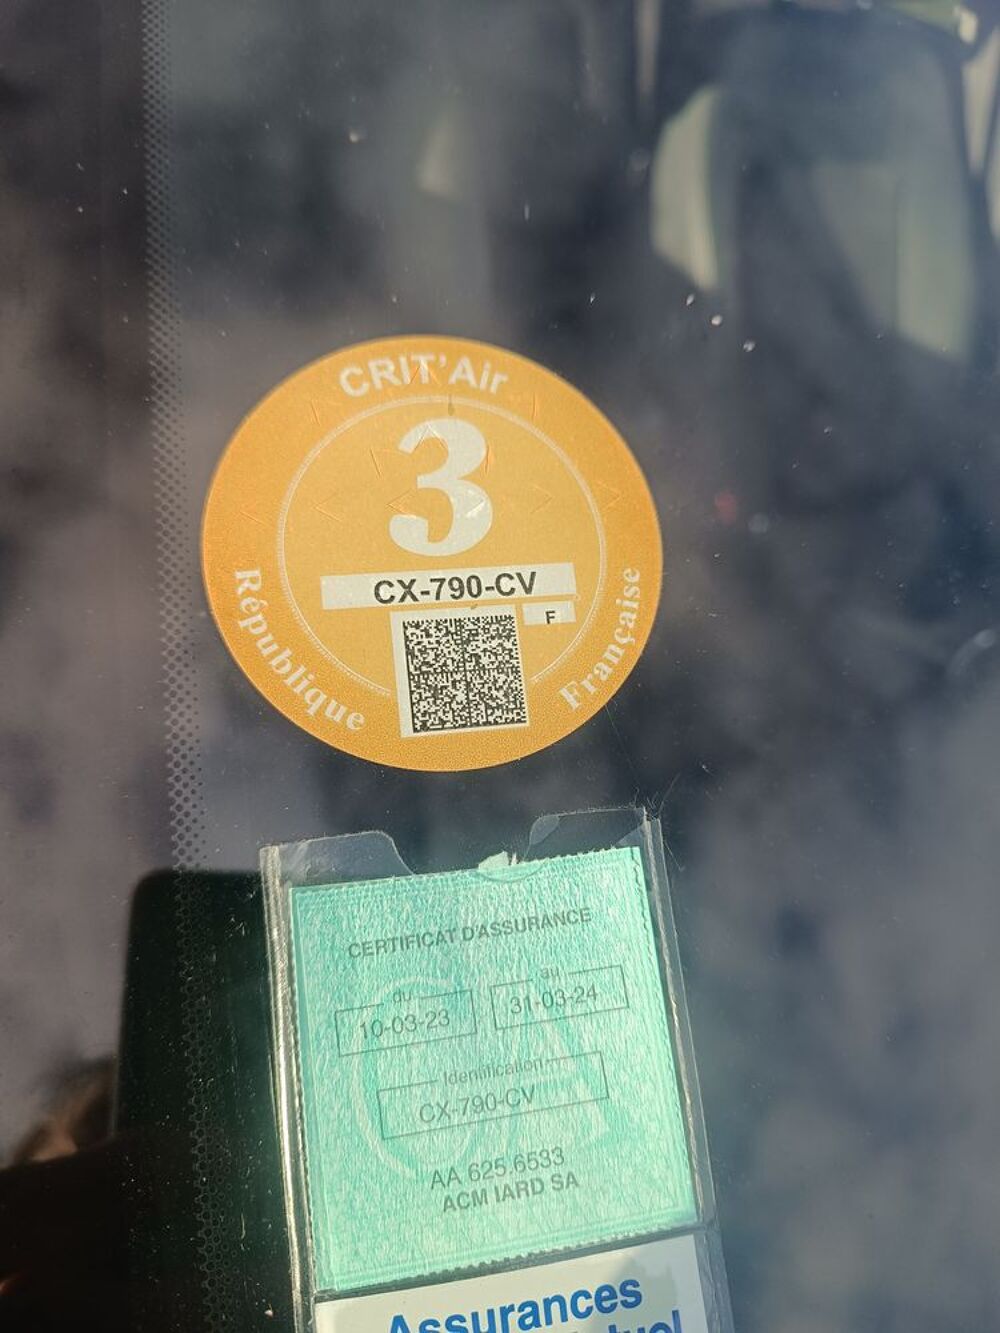 CRIT'Air
3
CX-790-CV
F
République
Française
CERTIFICAT D'ASSURANCE
du
au
10-03-23
31-03-24
Identification
CX-790-CV
AA 625.6533
ACM IARD SA
Assurances